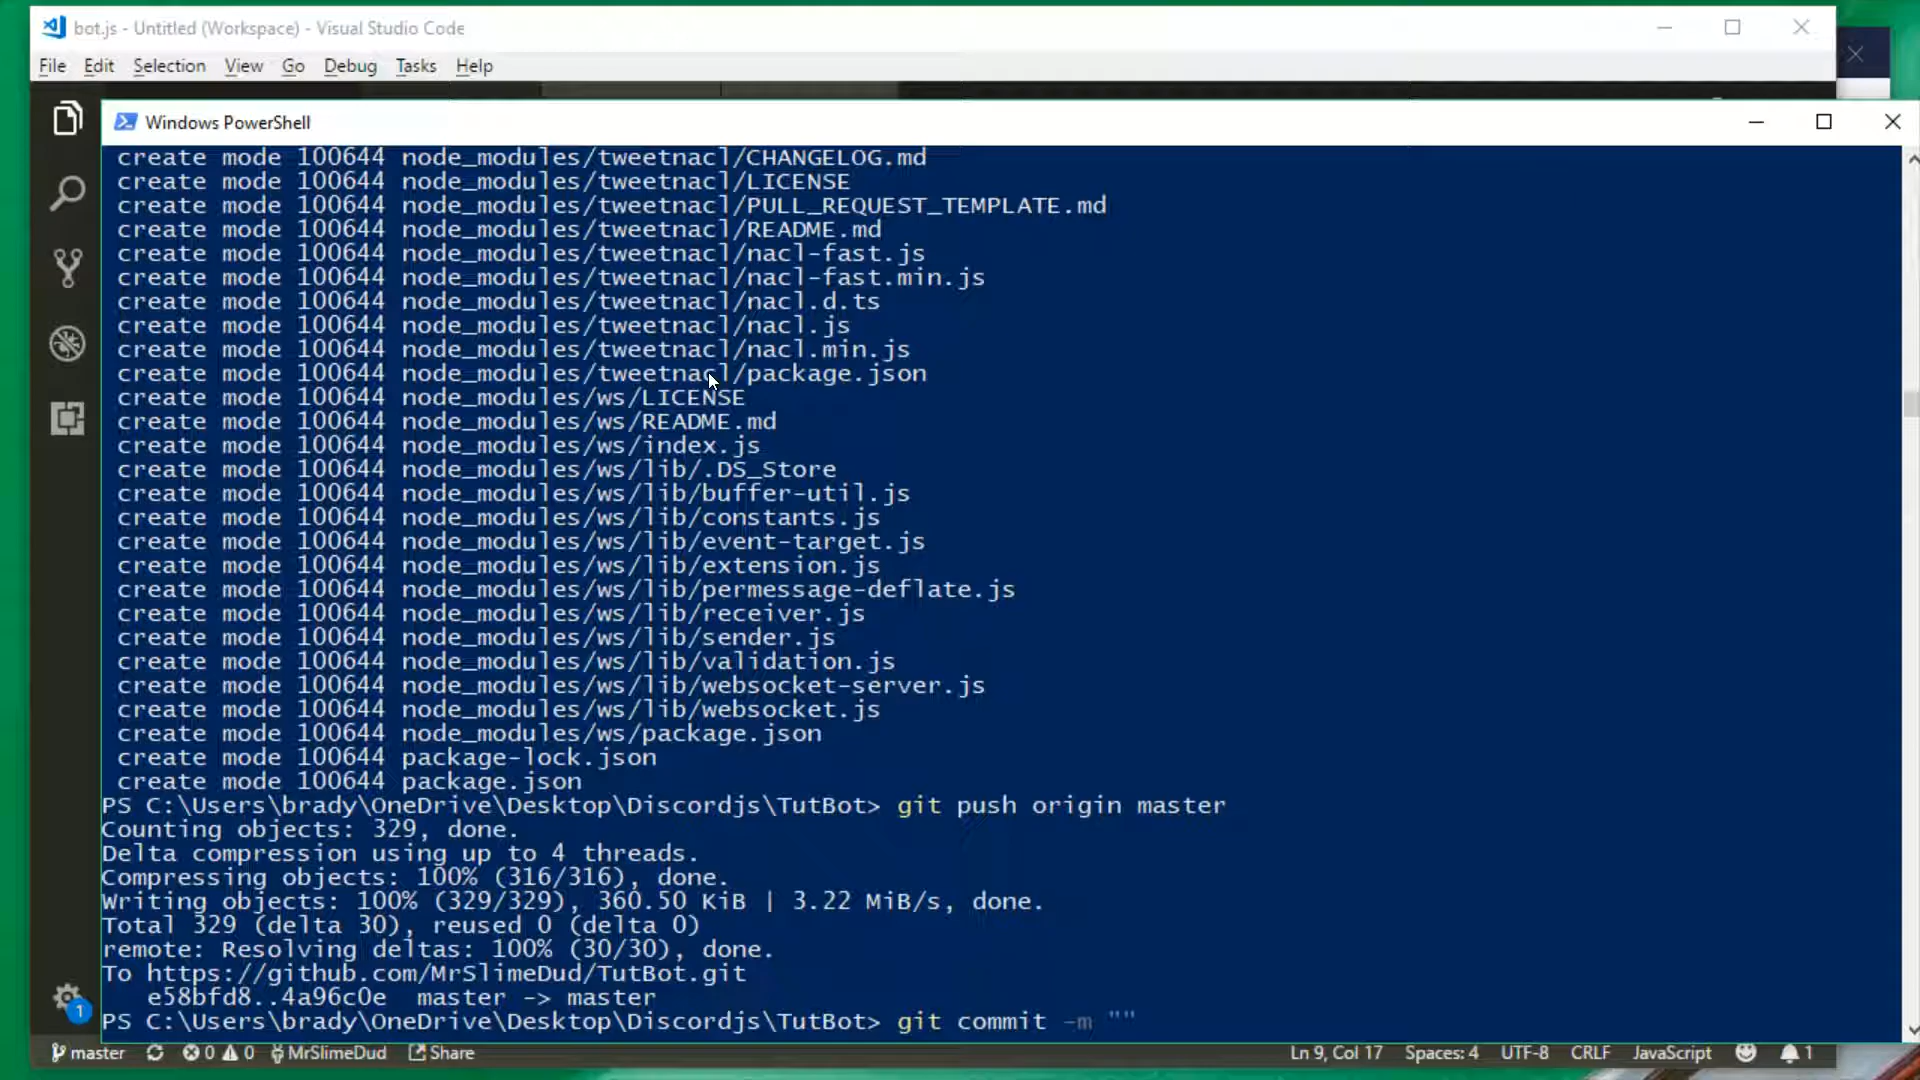 bot.js - Untitled (Workspace) - Visual Studio Code
File Edit Selection View Go Debug Tasks Help
Windows PowerShell
create mode 100644 node_modules/tweetnacl/CHANGELOG.md
create mode 100644 node_modules/tweetnacl/LICENSE
create mode 100644 node_modules/tweetnacl/PULL_REQUEST_TEMPLATE.md
create mode 100644 node_modules/tweetnacl/README.md
create mode 100644 node_modules/tweetnacl/nacl-fast.js
create mode 100644 node_modules/tweetnacl/nacl-fast.min.js
create mode 100644 node_modules/tweetnacl/nacl.d.ts
create mode 100644 node_modules/tweetnacl/nacl.js
create mode 100644 node_modules/tweetnacl/nacl.min.js
create mode 100644 node_modules/tweetnacl/package.json
create mode 100644 node_modules/ws/LICENSE
create mode 100644 node_modules/ws/README.md
create mode 100644 node_modules/ws/index.js
create mode 100644 node_modules/ws/lib/.DS_Store
create mode 100644 node_modules/ws/lib/buffer-util.js
create mode 100644 node_modules/ws/lib/constants.js
create mode 100644 node_modules/ws/lib/event-target.js
create mode 100644 node_modules/ws/lib/extension.js
create mode 100644 node_modules/ws/lib/permessage-deflate.js
create mode 100644 node_modules/ws/lib/receiver.js
create mode 100644 node_modules/ws/lib/sender.js
create mode 100644 node_modules/ws/lib/validation.js
create mode 100644 node_modules/ws/lib/websocket-server.js
create mode 100644 node_modules/ws/lib/websocket.js
create mode 100644 node_modules/ws/package.json
create mode 100644 package-lock.json
create mode 100644 package.json
PS C:\Users\brady\OneDrive\Desktop\Discordjs\TutBot> git push origin master
Counting objects: 329, done.
Delta compression using up to 4 threads.
Compressing objects: 100% (316/316), done.
Writing objects: 100% (329/329), 360.50 KiB | 3.22 MiB/s, done.
Total 329 (delta 30), reused 0 (delta 0)
remote: Resolving deltas: 100% (30/30), done.
To https://github.com/MrSlimeDud/TutBot.git
e58bfd8..4a96c0e master -> master
PS C:\Users\brady\OneDrive\Desktop\Discordjs\TutBot> git commit -m ""
1
master 0 0 MrSlimeDud Share Ln 9, Col 17 Spaces: 4 UTF-8 CRLF JavaScript 1